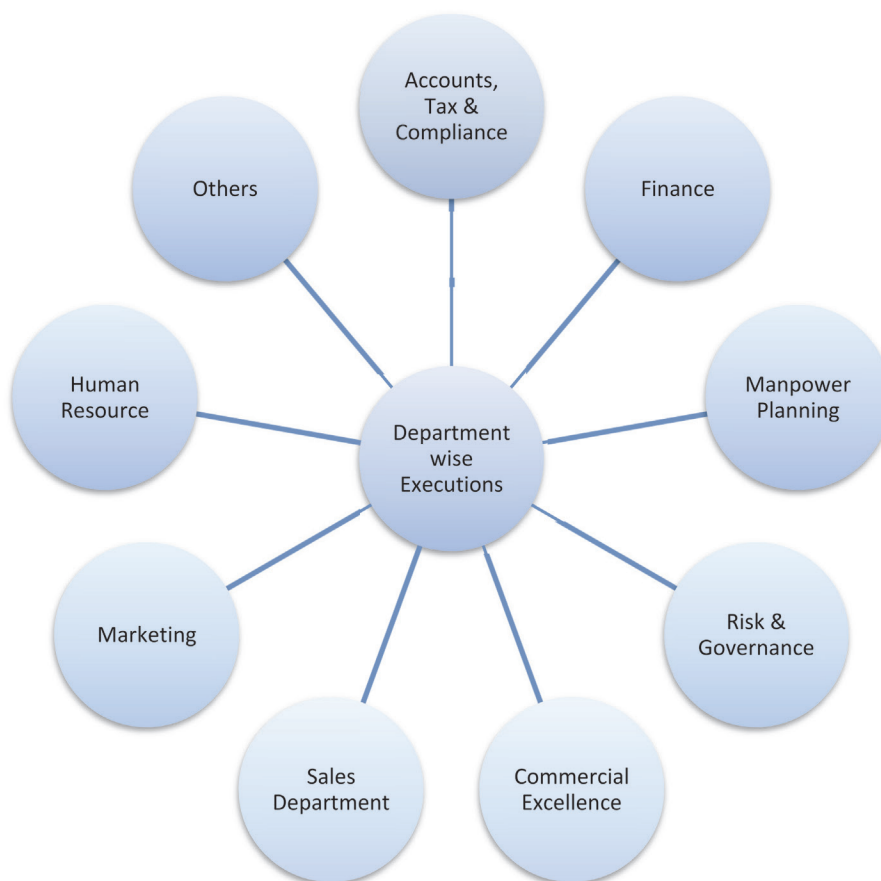 Accounts,
Tax &
Compliance
Finance
Manpower
Planning
Risk &
Governance
Commercial
Excellence
Sales
Department
Marketing
Human
Resource
Others
Department
wise
Executions